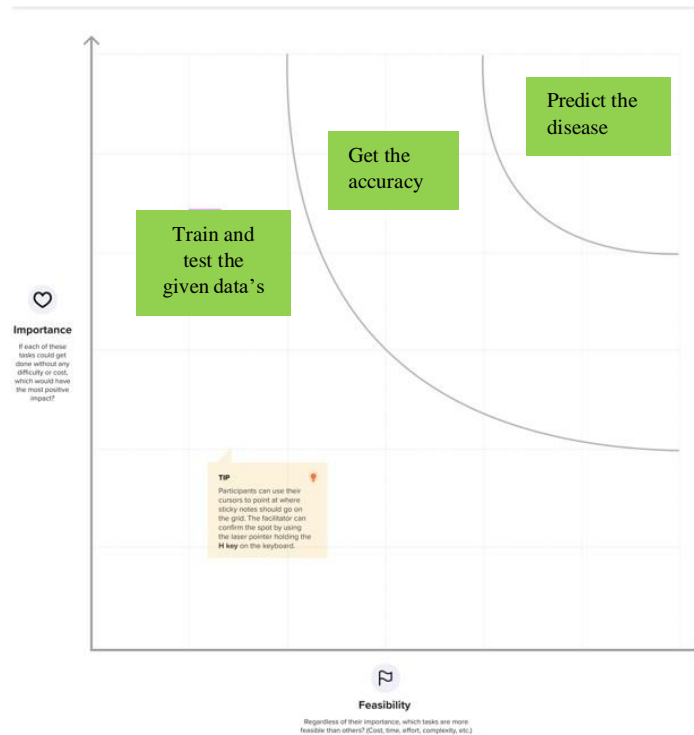 Predict the
disease
Get the
accuracy
Train and
test the
given data’s
Importance
If each of these
tasks could get
done without any
difficulty or cost,
which would have
the most positive
impact?
TIP
Participants can use their
cursors to point at where
sticky notes should go on
the grid. The facilitator can
confirm the spot by using
the laser pointer holding the
H key on the keyboard.
Feasibility
Regardless of their importance, which tasks are more
feasible than others? (Cost, time, effort, complexity, etc.)